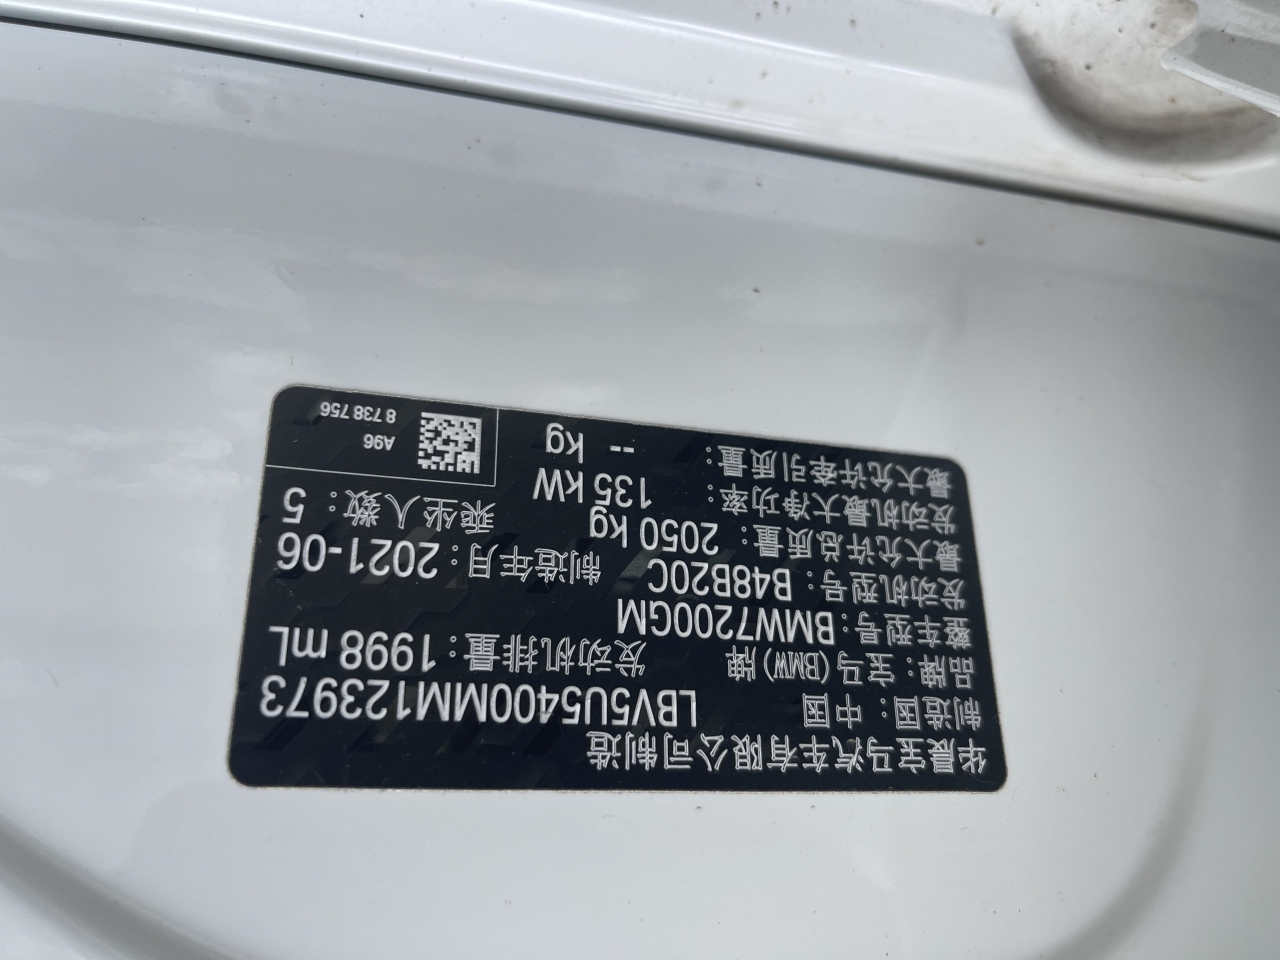 华晨宝马汽车有限公司制造
制造国：中国 LBV5U5400MM123973
品牌：宝马(BMW)牌 发动机排量：1998 mL
整车型号：BMW7200GM
发动机型号：B48B20C 制造年月：2021-06
最大允许总质量：2050 kg
发动机最大净功率：135 kW 乘坐人数：5
最大允许牵引质量：-- kg
A96
8 738 756